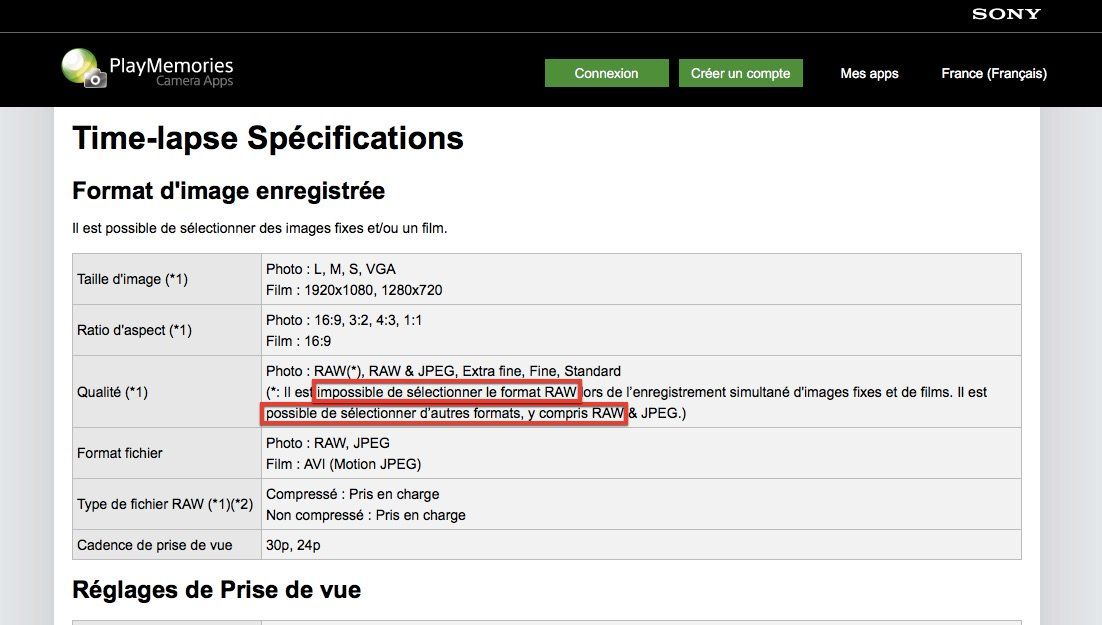 SONY
PlayMemories
Camera Apps
Connexion
Créer un compte
Mes apps
France (Français)
Time-lapse Spécifications
Format d'image enregistrée
Il est possible de sélectionner des images fixes et/ou un film.
Taille d'image (*1)
Photo : L, M, S, VGA
Film : 1920x1080, 1280x720
Ratio d'aspect (*1)
Photo : 16:9, 3:2, 4:3, 1:1
Film : 16:9
Qualité (*1)
Photo : RAW(*), RAW & JPEG, Extra fine, Fine, Standard
(*: Il est impossible de sélectionner le format RAW lors de l’enregistrement simultané d'images fixes et de films. Il est
possible de sélectionner d’autres formats, y compris RAW & JPEG.)
Format fichier
Photo : RAW, JPEG
Film : AVI (Motion JPEG)
Type de fichier RAW (*1)(*2)
Compressé : Pris en charge
Non compressé : Pris en charge
Cadence de prise de vue
30p, 24p
Réglages de Prise de vue